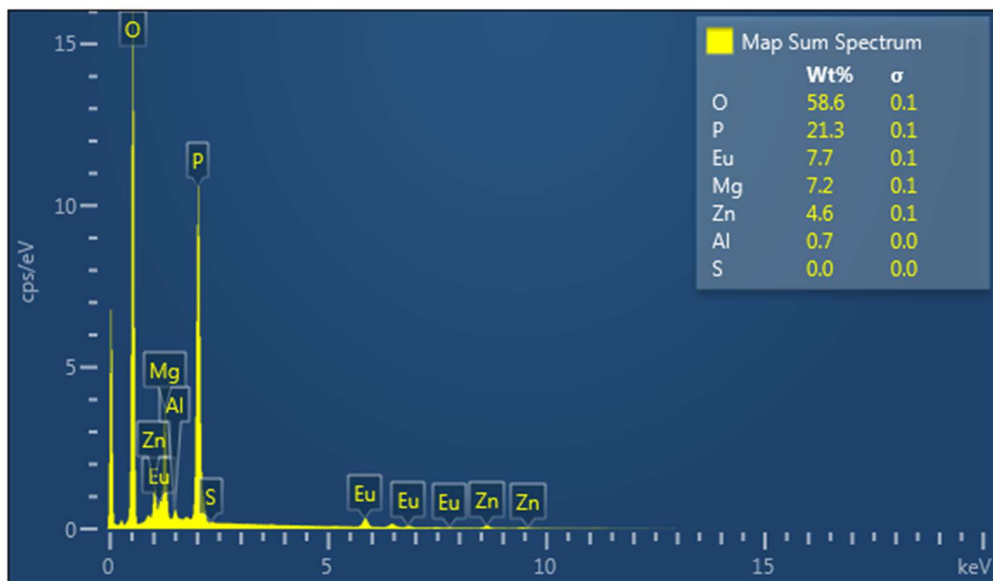 Map Sum Spectrum
Wt% σ
O 58.6 0.1
P 21.3 0.1
Eu 7.7 0.1
Mg 7.2 0.1
Zn 4.6 0.1
Al 0.7 0.0
S 0.0 0.0
15
10
5
0
cps/eV
O
P
Mg
Al
Zn
Eu
S
Eu
Eu
Eu
Zn
Zn
0 5 10 15 keV